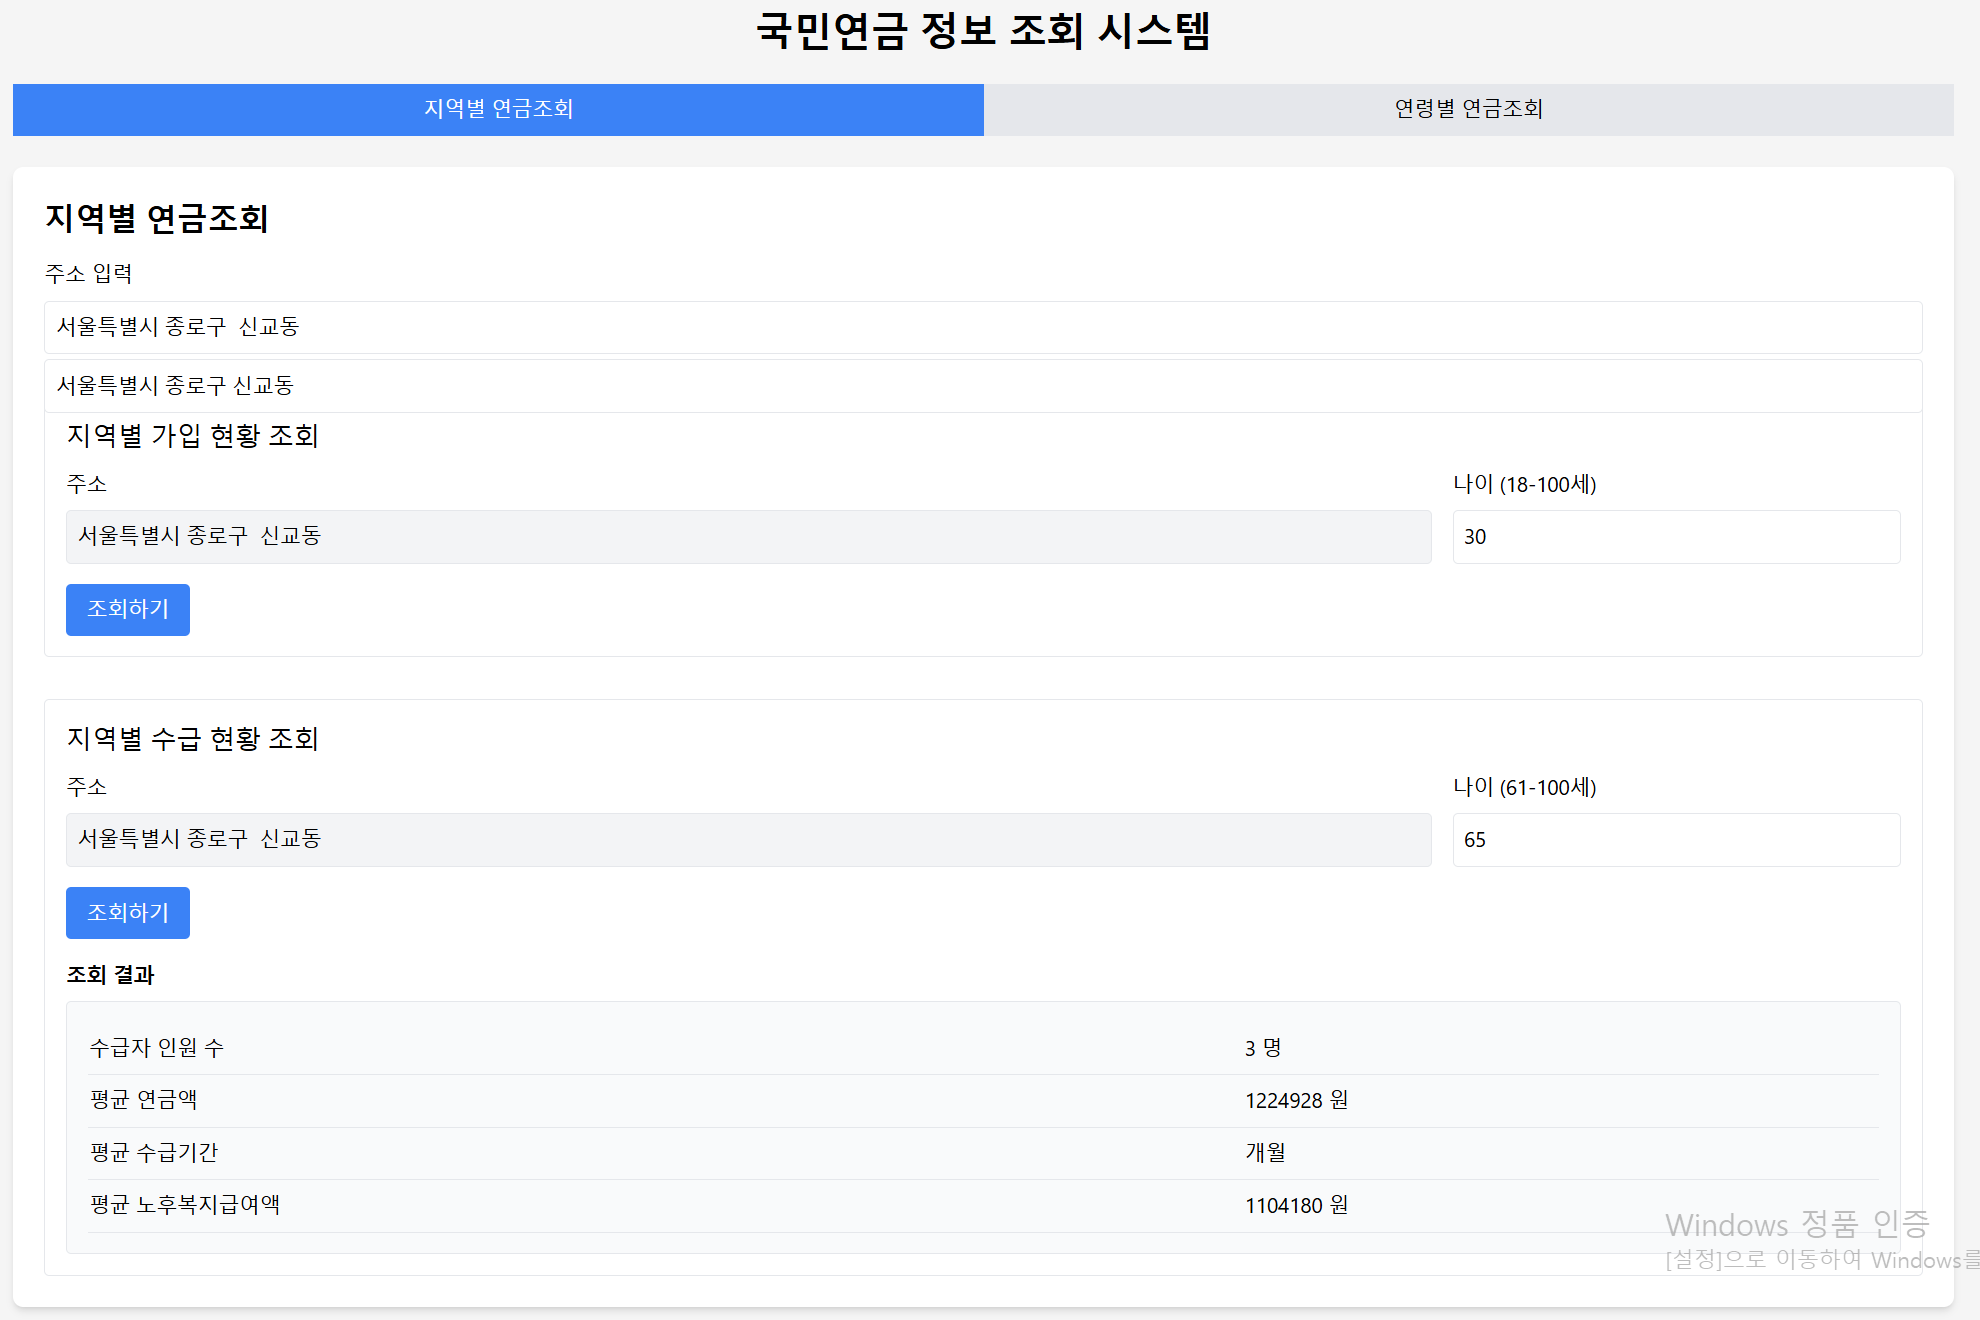 국민연금 정보 조회 시스템
지역별 연금조회 연령별 연금조회
지역별 연금조회
주소 입력
서울특별시 종로구  신교동
서울특별시 종로구 신교동
지역별 가입 현황 조회
주소 나이 (18-100세)
서울특별시 종로구  신교동 30
조회하기
지역별 수급 현황 조회
주소 나이 (61-100세)
서울특별시 종로구  신교동 65
조회하기
조회 결과
수급자 인원 수 3 명
평균 연금액 1224928 원
평균 수급기간 개월
평균 노후복지급여액 1104180 원
Windows 정품 인증
[설정]으로 이동하여 Windows를